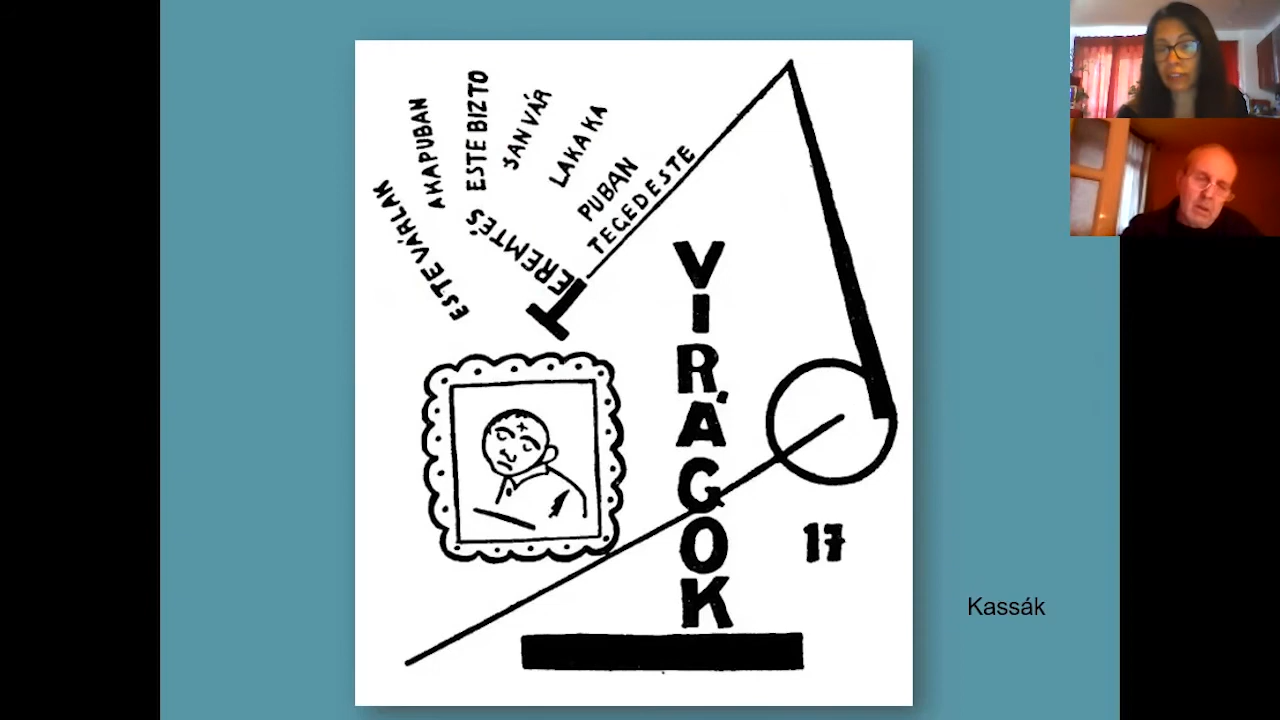 ESTE VÁRLAK
AKAPUBAN
ESTE BIZTO
SAN VÁR
LAKA KA
PUBAN
TEGEDESTE
EREMTÉS
VIRÁGOK
17
Kassák